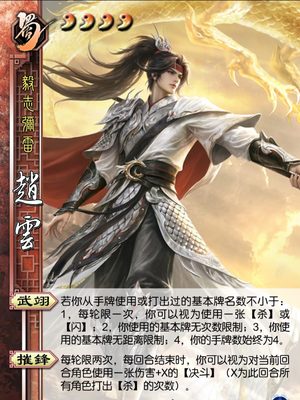 蜀
毅志彌雷
趙雲
武翊
若你从手牌使用或打出过的基本牌名数不小于：
1，每轮限一次，你可以视为使用一张【杀】或
【闪】；2，你使用的基本牌无次数限制；3，你使
用的基本牌无距离限制；4，你的手牌数始终为4。
摧鋒
每轮限两次，每回合结束时，你可以视为对当前回
合角色使用一张伤害+X的【决斗】（X为此回合所
有角色打出【杀】的次数）。